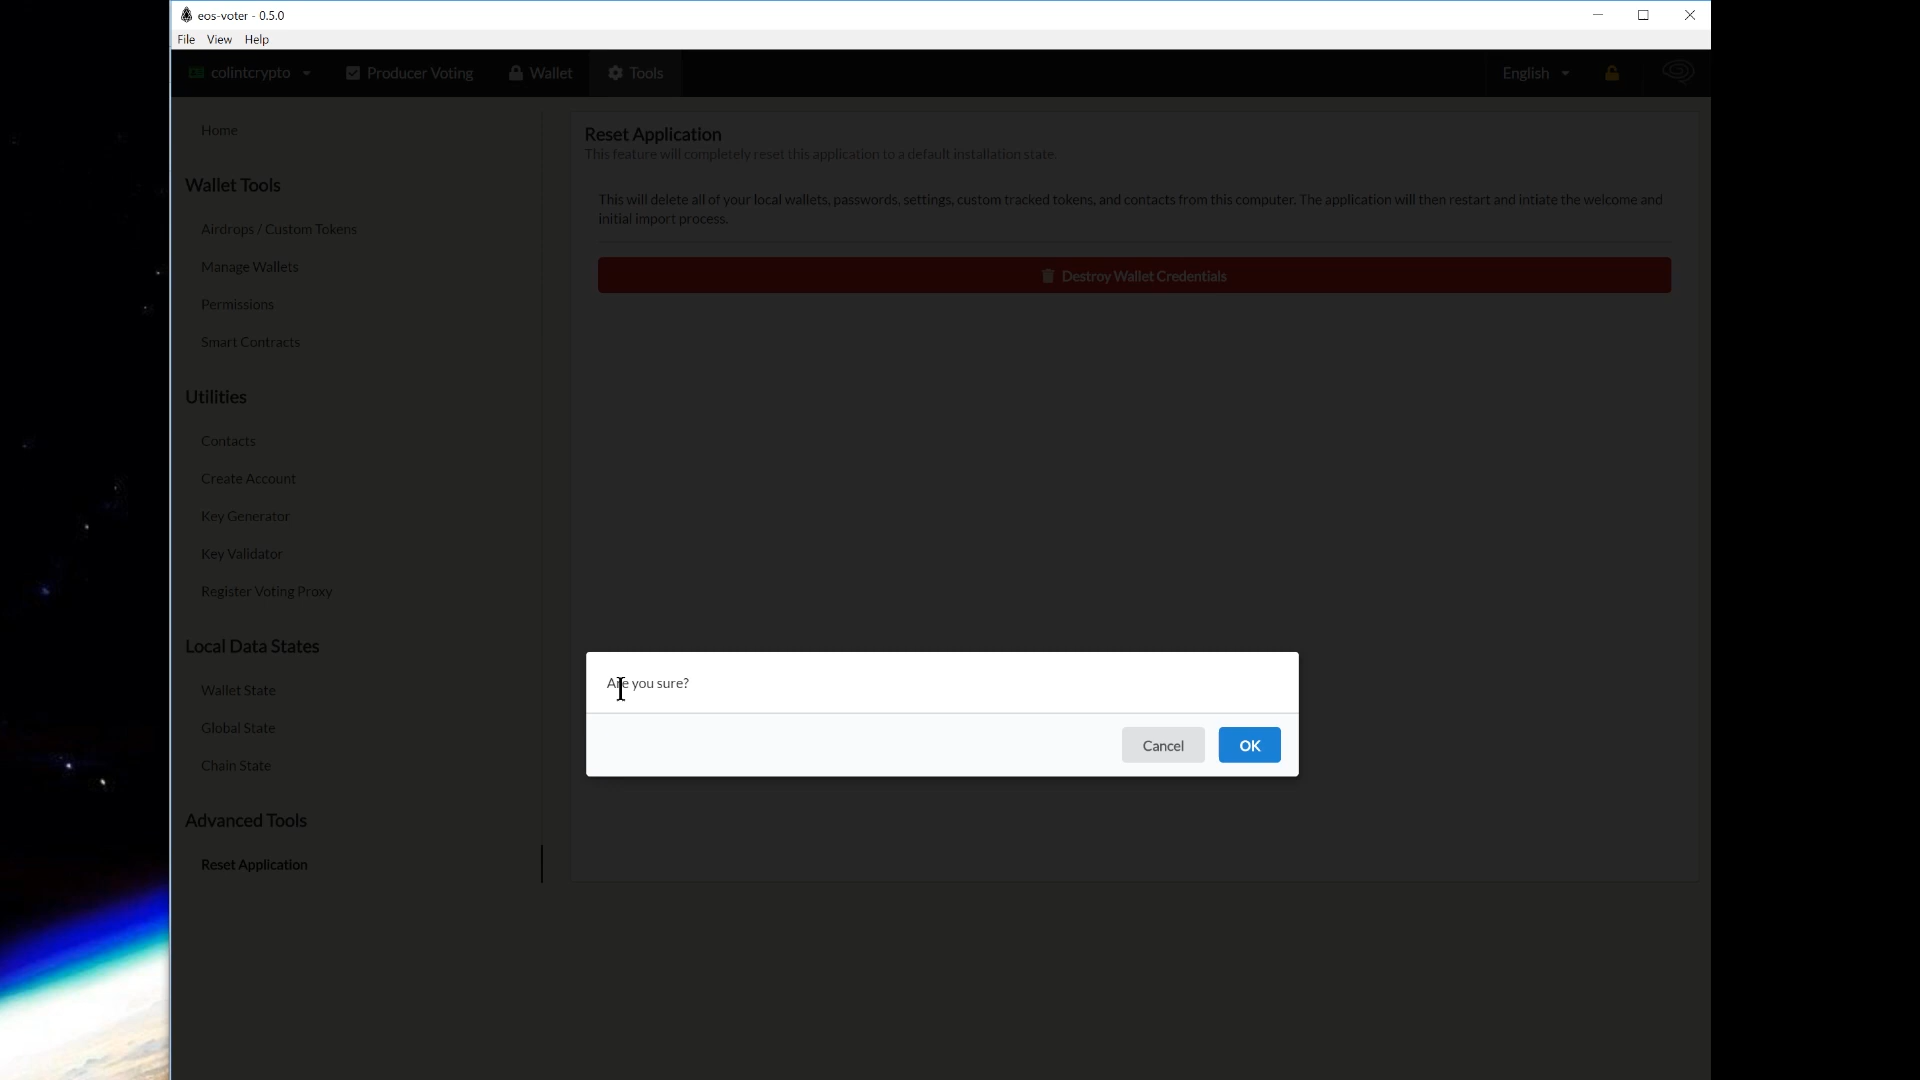 eos-voter - 0.5.0
File View Help
colintcrypto Producer Voting Wallet Tools English
Home
Wallet Tools
Airdrops / Custom Tokens
Manage Wallets
Permissions
Smart Contracts
Utilities
Contacts
Create Account
Key Generator
Key Validator
Register Voting Proxy
Local Data States
Wallet State
Global State
Chain State
Advanced Tools
Reset Application
Reset Application
This feature will completely reset this application to a default installation state.
This will delete all of your local wallets, passwords, settings, custom tracked tokens, and contacts from this computer. The application will then restart and intiate the welcome and
initial import process.
Destroy Wallet Credentials
Are you sure?
Cancel OK